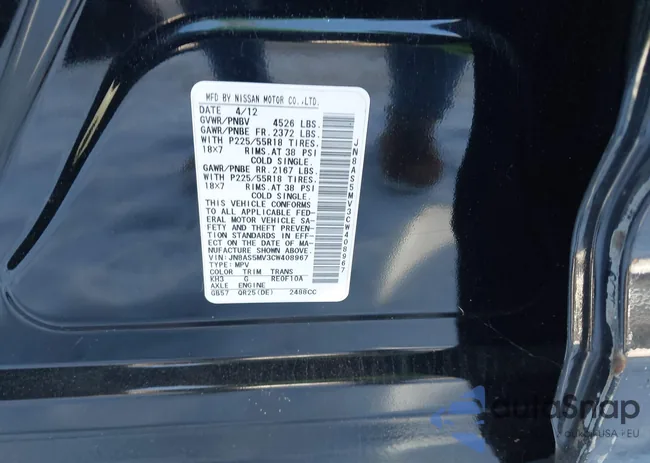 MFD BY NISSAN MOTOR CO.,LTD.
DATE 4/12
GVWR/PNBV 4526 LBS.
GAWR/PNBE FR. 2372 LBS.
WITH P225/55R18 TIRES.
18X7 RIMS.AT 38 PSI
COLD SINGLE.
GAWR/PNBE RR. 2167 LBS.
WITH P225/55R18 TIRES.
18X7 RIMS.AT 38 PSI
COLD SINGLE.
THIS VEHICLE CONFORMS
TO ALL APPLICABLE FED-
ERAL MOTOR VEHICLE SA-
FETY AND THEFT PREVEN-
TION STANDARDS IN EFF-
ECT ON THE DATE OF MA-
NUFACTURE SHOWN ABOVE.
VIN: JN8AS5MV3CW408967
TYPE: MPV
COLOR TRIM TRANS
KH3 G RE0F10A
AXLE ENGINE
GB57 QR25(DE) 2488CC
JN8AS5MV3CW408967
autoSnap
auto USA - EU